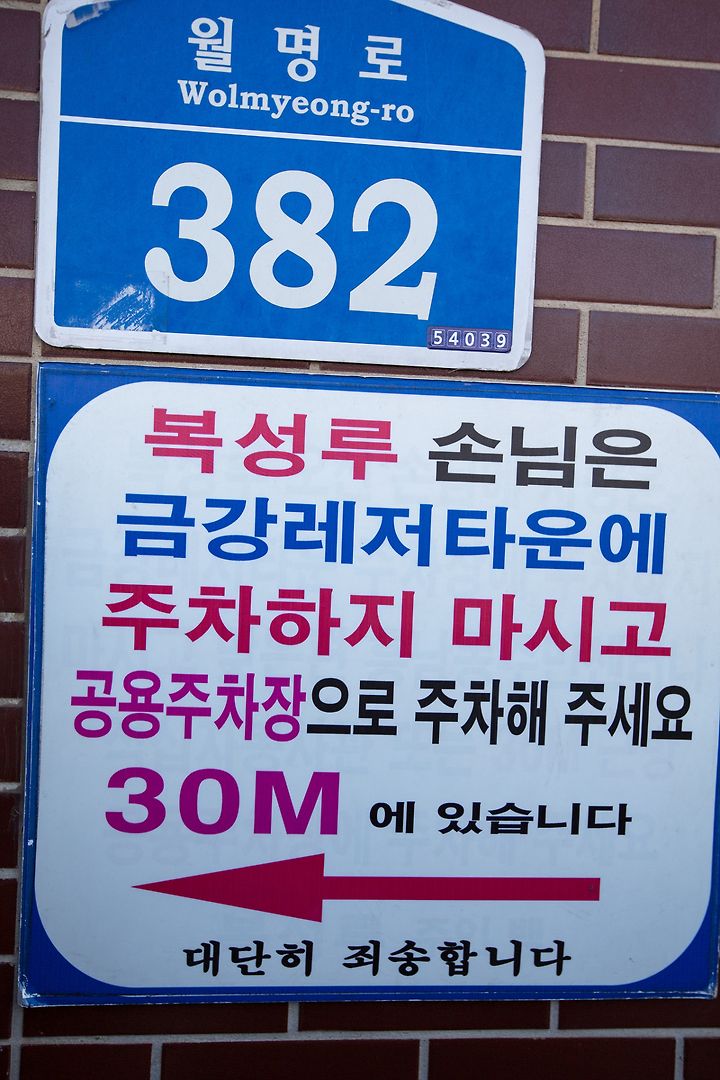 월명로
Wolmyeong-ro
382
54039
복성루 손님은
금강레저타운에
주차하지 마시고
공용주차장으로 주차해 주세요
30M 에 있습니다
대단히 죄송합니다